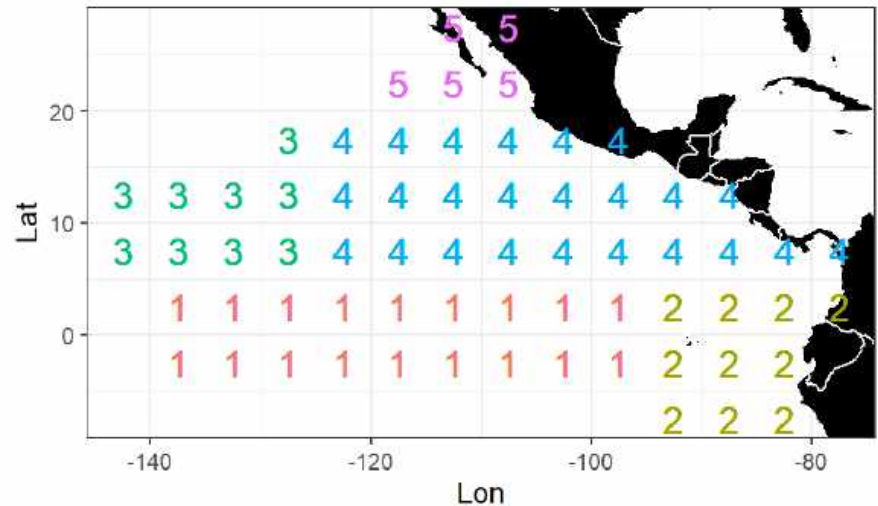 5 5
5 5 5
20
3 4 4 4 4 4 4
3 3 3 3 4 4 4 4 4 4 4 4
10
3 3 3 3 4 4 4 4 4 4 4 4 4 4
1 1 1 1 1 1 1 1 1 2 2 2 2
0
1 1 1 1 1 1 1 1 1 2 2 2
2 2 2
Lat
-140 -120 -100 -80
Lon